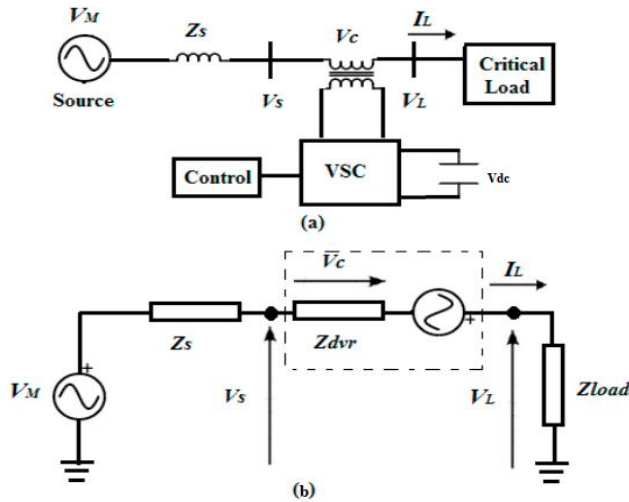 VM
Zs
Vc
IL
Source
Vs
VL
Critical
Load
Control
VSC
Vdc
(a)
Vc
IL
Zs
Zdvr
VM
Vs
VL
Zload
(b)